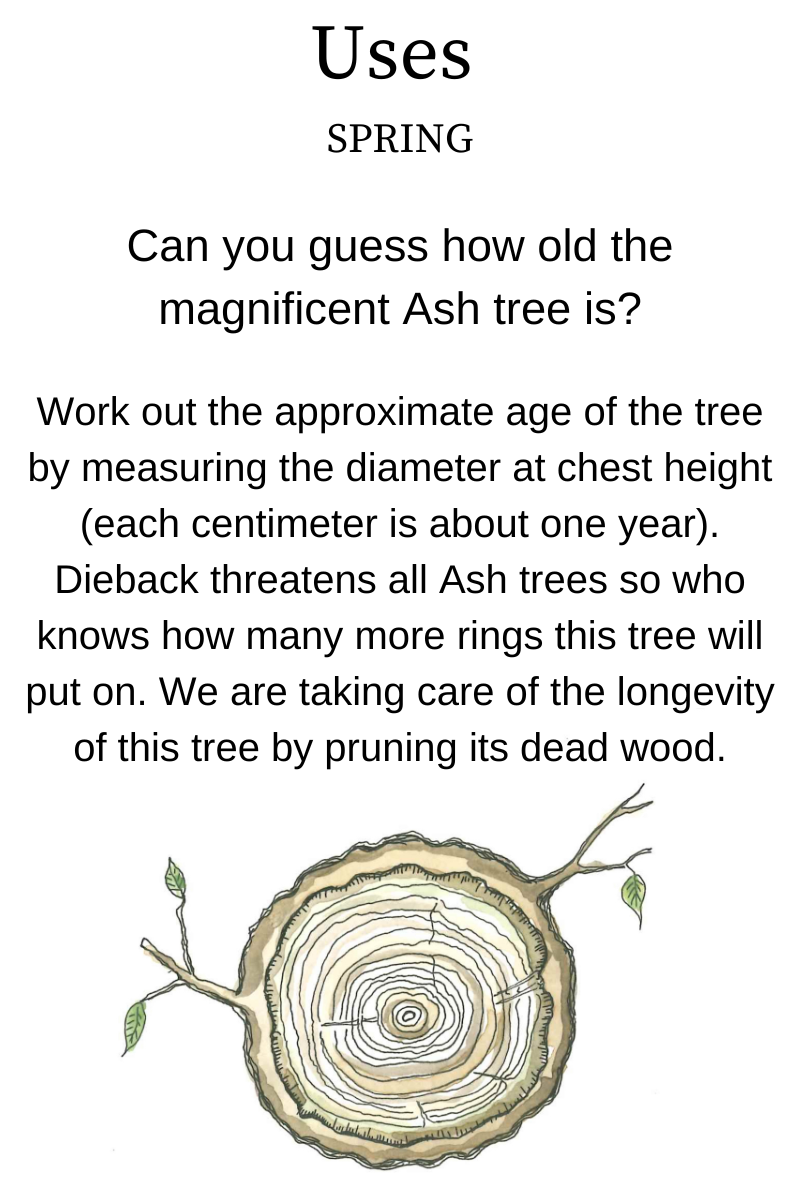 Uses
SPRING
Can you guess how old the
magnificent Ash tree is?
Work out the approximate age of the tree
by measuring the diameter at chest height
(each centimeter is about one year).
Dieback threatens all Ash trees so who
knows how many more rings this tree will
put on. We are taking care of the longevity
of this tree by pruning its dead wood.